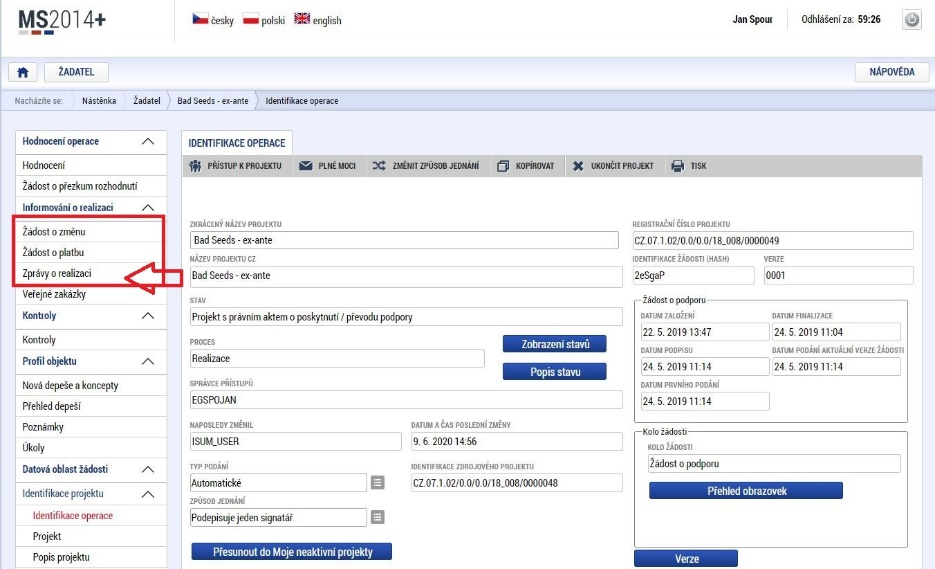 MS2014+
česky polski english
Jan Spour Odhlášení za: 59:26
ŽADATEL
NÁPOVĚDA
Nacházíte se: Nástěnka Žadatel Bad Seeds - ex-ante Identifikace operace
Hodnocení operace
Hodnocení
Žádost o přezkum rozhodnutí
Informování o realizaci
Žádost o změnu
Žádost o platbu
Zprávy o realizaci
Veřejné zakázky
Kontroly
Kontroly
Profil objektu
Nová depeše a koncepty
Přehled depeší
Poznámky
Úkoly
Datová oblast žádosti
Identifikace projektu
Identifikace operace
Projekt
Popis projektu
IDENTIFIKACE OPERACE
PŘÍSTUP K PROJEKTU PLNÉ MOCI ZMĚNIT ZPŮSOB JEDNÁNÍ KOPÍROVAT UKONČIT PROJEKT TISK
ZKRÁCENÝ NÁZEV PROJEKTU
Bad Seeds - ex-ante
NÁZEV PROJEKTU CZ
Bad Seeds - ex-ante
STAV
Projekt s právním aktem o poskytnutí / převodu podpory
PROCES
Realizace
Zobrazení stavů
Popis stavu
SPRÁVCE PŘÍSTUPŮ
EGSPOJAN
NAPOSLEDY ZMĚNIL DATUM A ČAS POSLEDNÍ ZMĚNY
ISUM_USER 9. 6. 2020 14:56
TYP PODÁNÍ IDENTIFIKACE ZDROJOVÉHO PROJEKTU
Automatické CZ.07.1.02/0.0/0.0/18_008/0000048
ZPŮSOB JEDNÁNÍ
Podepisuje jeden signatář
Přesunout do Moje neaktivní projekty
REGISTRAČNÍ ČÍSLO PROJEKTU
CZ.07.1.02/0.0/0.0/18_008/0000049
IDENTIFIKACE ŽÁDOSTI (HASH) VERZE
2eSgaP 0001
Žádost o podporu
DATUM ZALOŽENÍ DATUM FINALIZACE
22. 5. 2019 13:47 24. 5. 2019 11:04
DATUM PODPISU DATUM PODÁNÍ AKTUÁLNÍ VERZE ŽÁDOSTI
24. 5. 2019 11:14 24. 5. 2019 11:14
DATUM PRVNÍHO PODÁNÍ
24. 5. 2019 11:14
Kolo žádosti
KOLO ŽÁDOSTI
Žádost o podporu
Přehled obrazovek
Verze